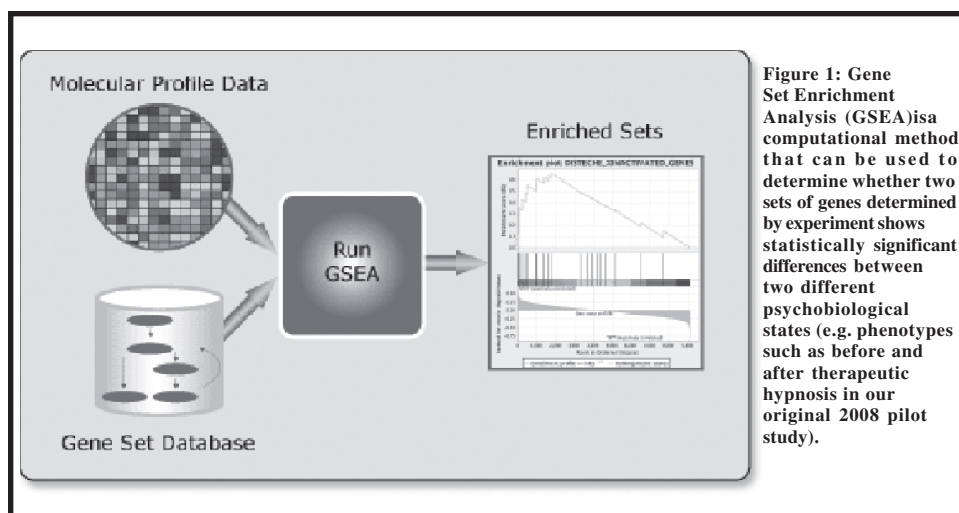 Molecular Profile Data
Enriched Sets
Run
GSEA
Gene Set Database
Enrichment plot: DISTECHE_
Figure 1: Gene
Set Enrichment
Analysis (GSEA)isa
computational method
that can be used to
determine whether two
sets of genes determined
by experiment shows
statistically significant
differences between
two different
psychobiological
states (e.g. phenotypes
such as before and
after therapeutic
hypnosis in our
original 2008 pilot
study).